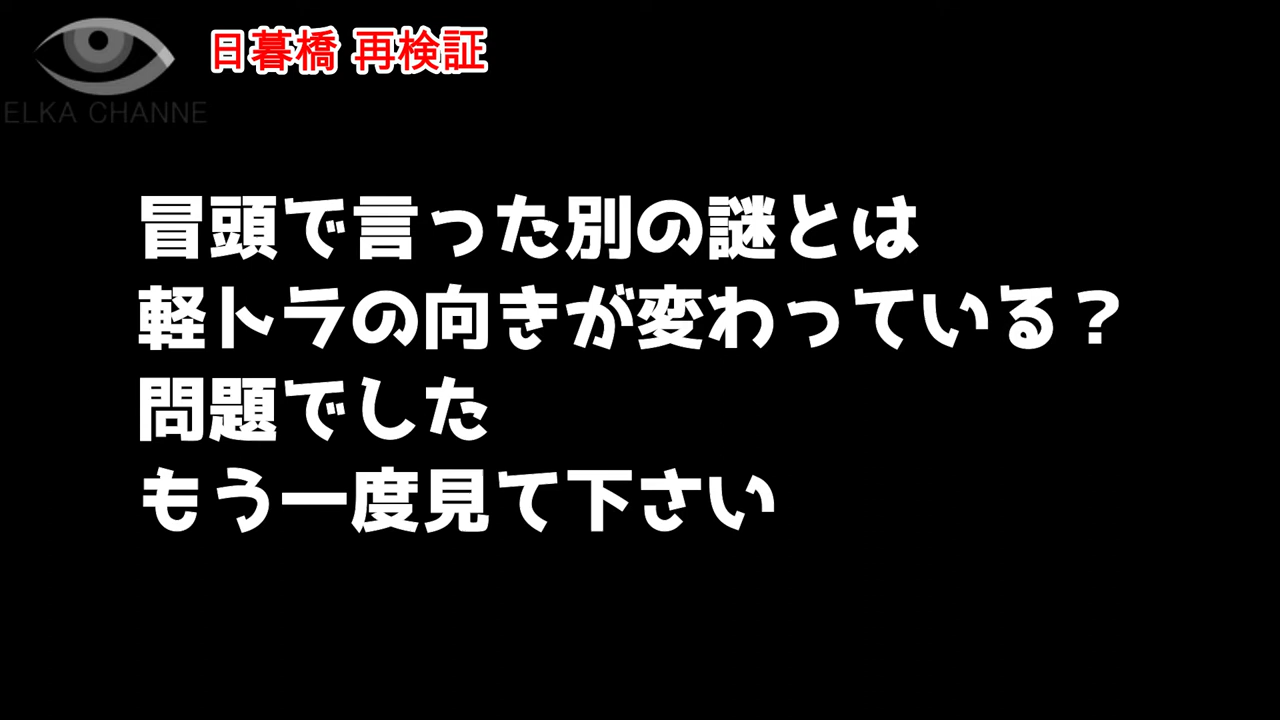 日暮橋 再検証
ELKA CHANNE
冒頭で言った別の謎とは
軽トラの向きが変わっている？
問題でした
もう一度見て下さい